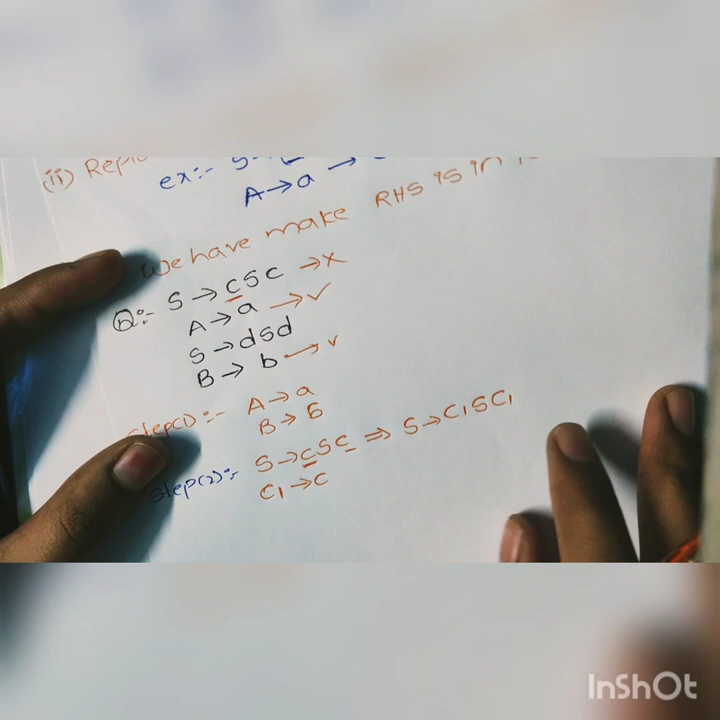 (ii) Repl
ex:- S
A→a →
We have make RHS is in
Q:- S → CSC → x
A → a → ✓
S → dsd
B → b → ✓
step(1):- A → a
B → b
step(2):- S → CSC ⇒ S → C₁SC₁
C₁ → C
InShOt